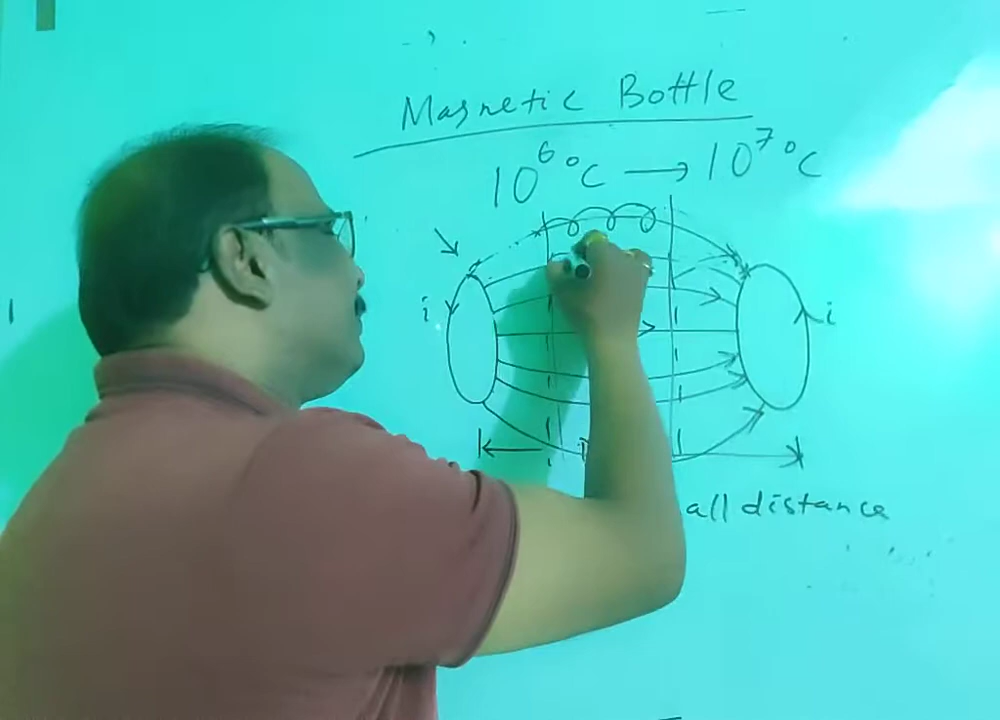 Magnetic Bottle
10⁶ °C → 10⁷ °C
i i
all distance